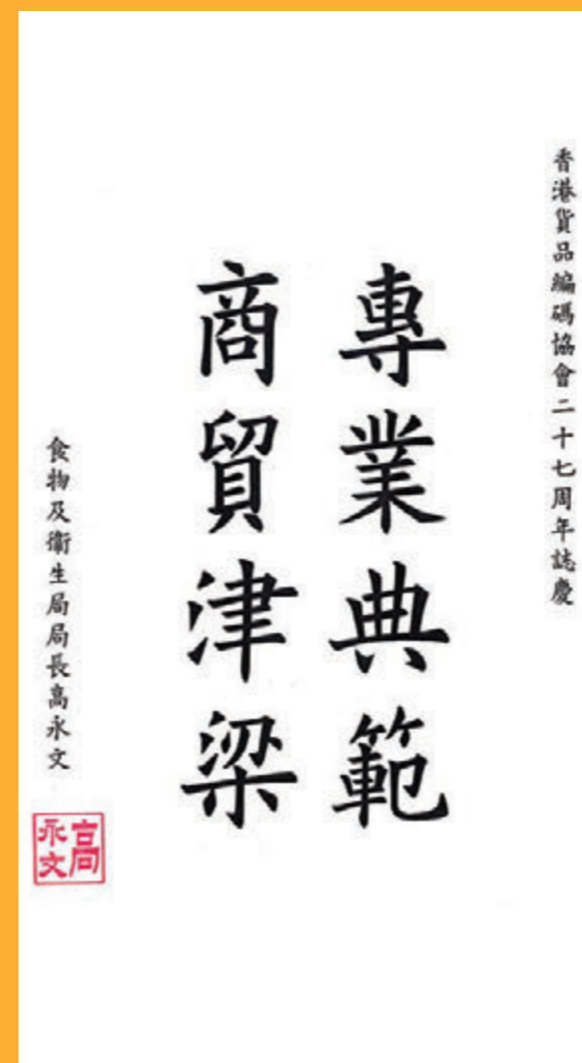 香港貨品編碼協會二十七周年誌慶
專業典範
商貿津梁
食物及衞生局局長高永文
高永文